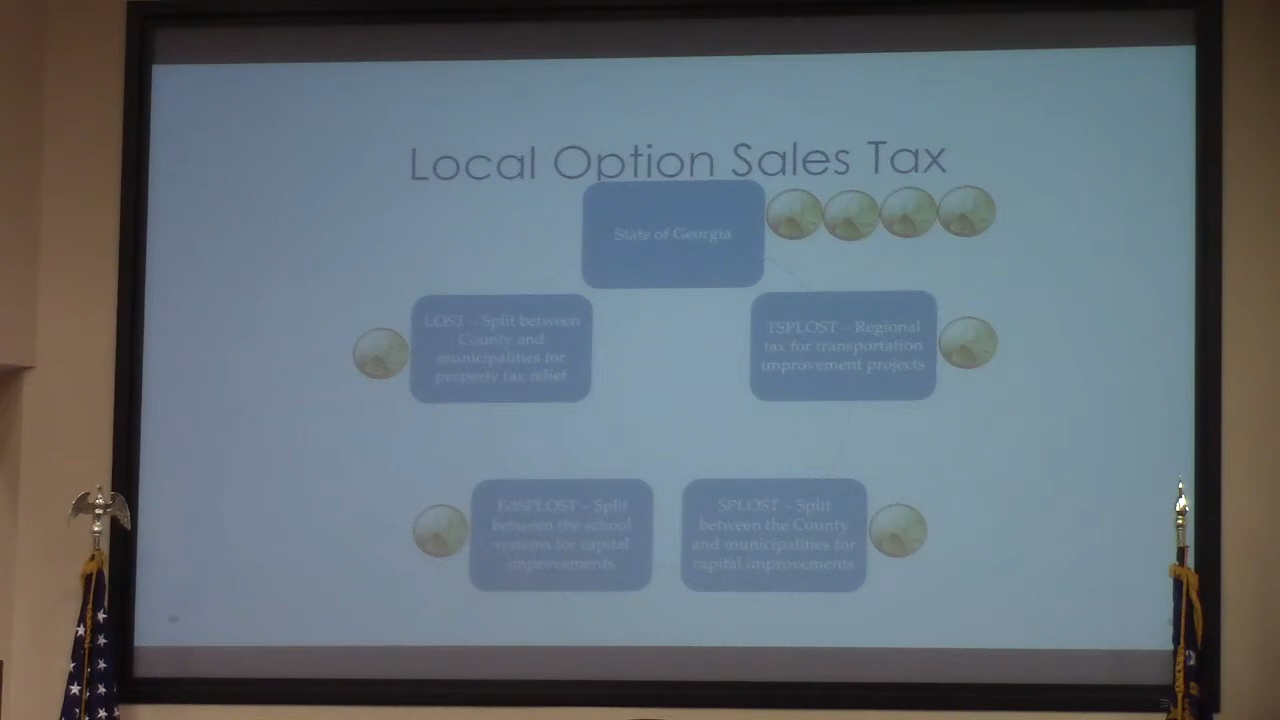 Local Option Sales Tax
State of Georgia
LOST – Split between
County and
municipalities for
property tax relief
TSPLOST – Regional
tax for transportation
improvement projects
EdSPLOST – Split
between the school
systems for capital
improvements
SPLOST – Split
between the County
and municipalities for
capital improvements